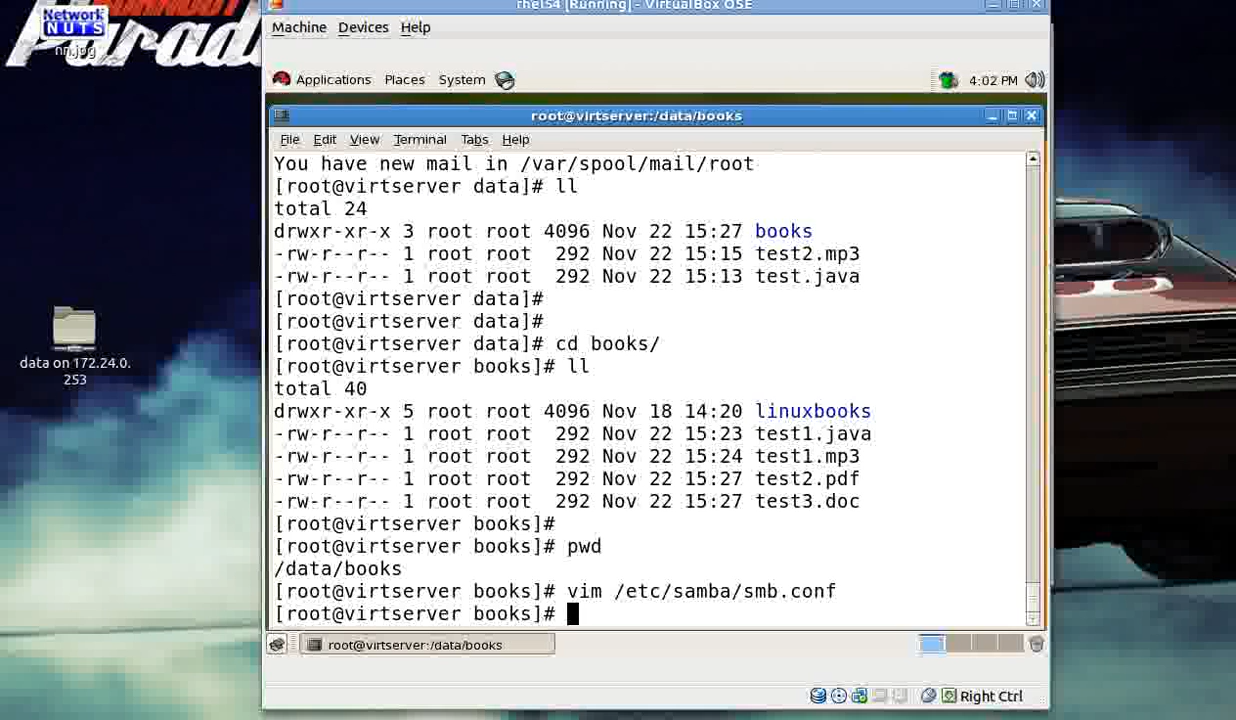 Network
NUTS
nn.jpg
Parad
data on 172.24.0.
253
rhel54 [Running] - VirtualBox OSE
Machine Devices Help
Applications Places System 4:02 PM
root@virtserver:/data/books
File Edit View Terminal Tabs Help
You have new mail in /var/spool/mail/root
[root@virtserver data]# ll
total 24
drwxr-xr-x 3 root root 4096 Nov 22 15:27 books
-rw-r--r-- 1 root root  292 Nov 22 15:15 test2.mp3
-rw-r--r-- 1 root root  292 Nov 22 15:13 test.java
[root@virtserver data]#
[root@virtserver data]#
[root@virtserver data]# cd books/
[root@virtserver books]# ll
total 40
drwxr-xr-x 5 root root 4096 Nov 18 14:20 linuxbooks
-rw-r--r-- 1 root root  292 Nov 22 15:23 test1.java
-rw-r--r-- 1 root root  292 Nov 22 15:24 test1.mp3
-rw-r--r-- 1 root root  292 Nov 22 15:27 test2.pdf
-rw-r--r-- 1 root root  292 Nov 22 15:27 test3.doc
[root@virtserver books]#
[root@virtserver books]# pwd
/data/books
[root@virtserver books]# vim /etc/samba/smb.conf
[root@virtserver books]#
root@virtserver:/data/books
Right Ctrl